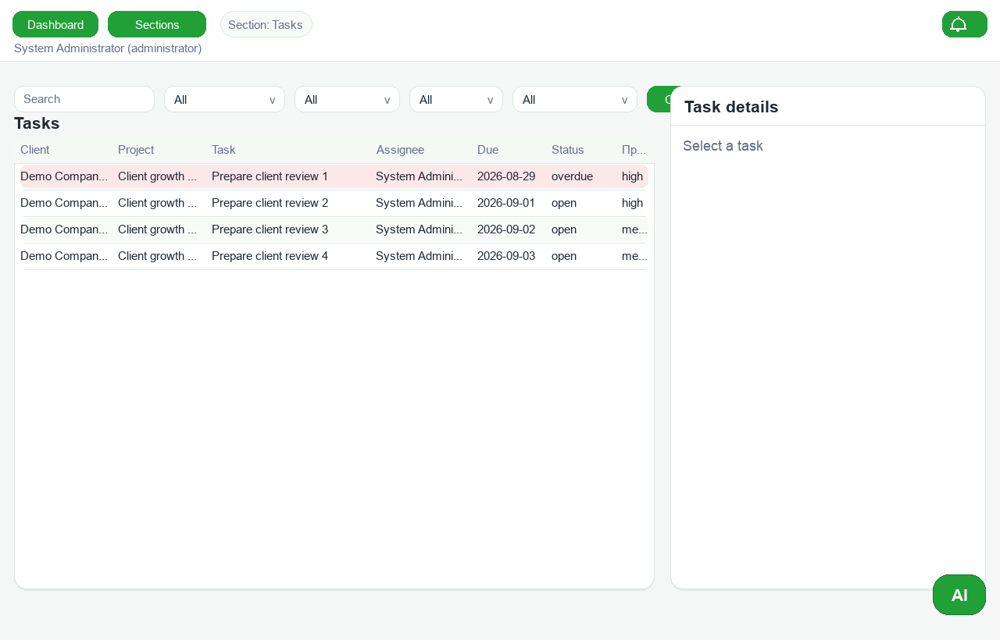 Dashboard Sections Section: Tasks
System Administrator (administrator)
Search All v All v All v All v
Tasks
Client Project Task Assignee Due Status Пр...
Demo Compan... Client growth ... Prepare client review 1 System Admini... 2026-08-29 overdue high
Demo Compan... Client growth ... Prepare client review 2 System Admini... 2026-09-01 open high
Demo Compan... Client growth ... Prepare client review 3 System Admini... 2026-09-02 open me...
Demo Compan... Client growth ... Prepare client review 4 System Admini... 2026-09-03 open me...
Task details
Select a task
AI